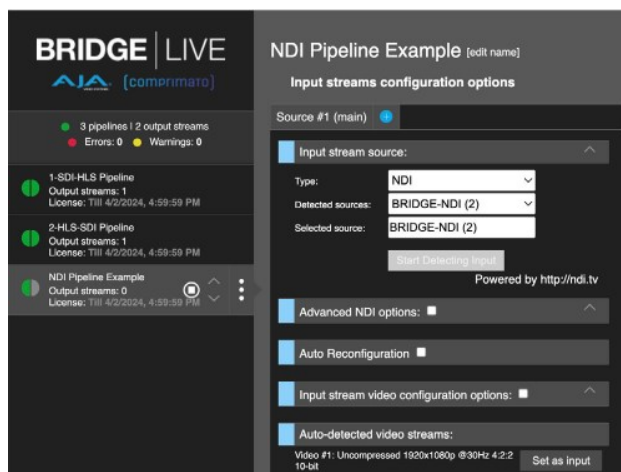 BRIDGE LIVE
AJA [comprimato]
3 pipelines | 2 output streams
Errors: 0 Warnings: 0
1-SDI-HLS Pipeline
Output streams: 1
License: Till 4/2/2024, 4:59:59 PM
2-HLS-SDI Pipeline
Output streams: 1
License: Till 4/2/2024, 4:59:59 PM
NDI Pipeline Example
Output streams: 0
License: Till 4/2/2024, 4:59:59 PM
NDI Pipeline Example [edit name]
Input streams configuration options
Source #1 (main)
Input stream source:
Type: NDI
Detected sources: BRIDGE-NDI (2)
Selected source: BRIDGE-NDI (2)
Start Detecting Input
Powered by http://ndi.tv
Advanced NDI options:
Auto Reconfiguration
Input stream video configuration options:
Auto-detected video streams:
Video #1: Uncompressed 1920x1080p @30Hz 4:2:2
10-bit
Set as input